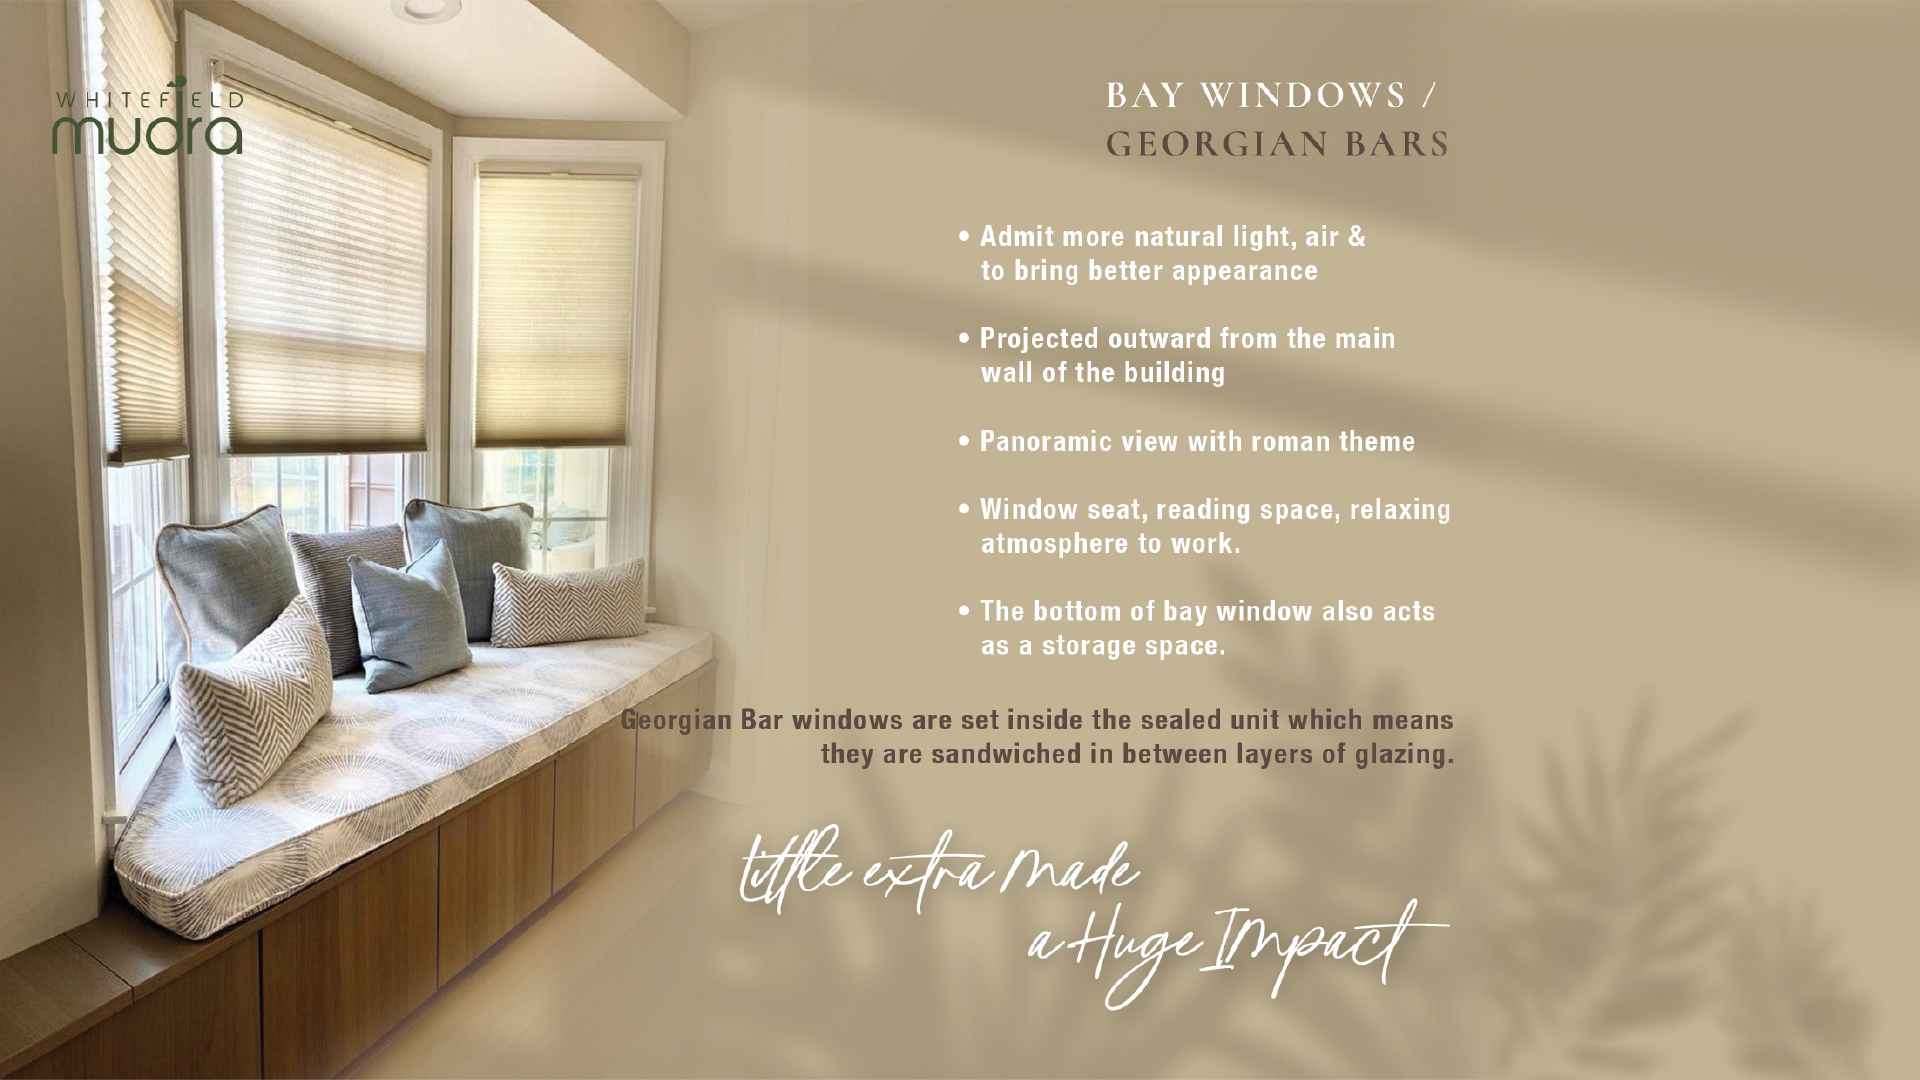 WHITEFIELD
mudra
BAY WINDOWS /
GEORGIAN BARS
• Admit more natural light, air &
to bring better appearance
• Projected outward from the main
wall of the building
• Panoramic view with roman theme
• Window seat, reading space, relaxing
atmosphere to work.
• The bottom of bay window also acts
as a storage space.
Georgian Bar windows are set inside the sealed unit which means
they are sandwiched in between layers of glazing.
Little extra Made
a Huge Impact